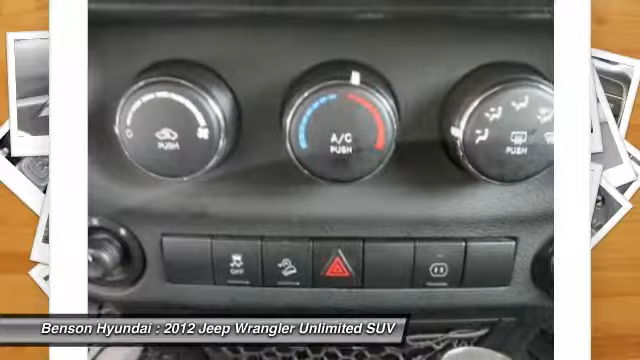 PUSH
A/C
PUSH
PUSH
OFF
Benson Hyundai : 2012 Jeep Wrangler Unlimited SUV